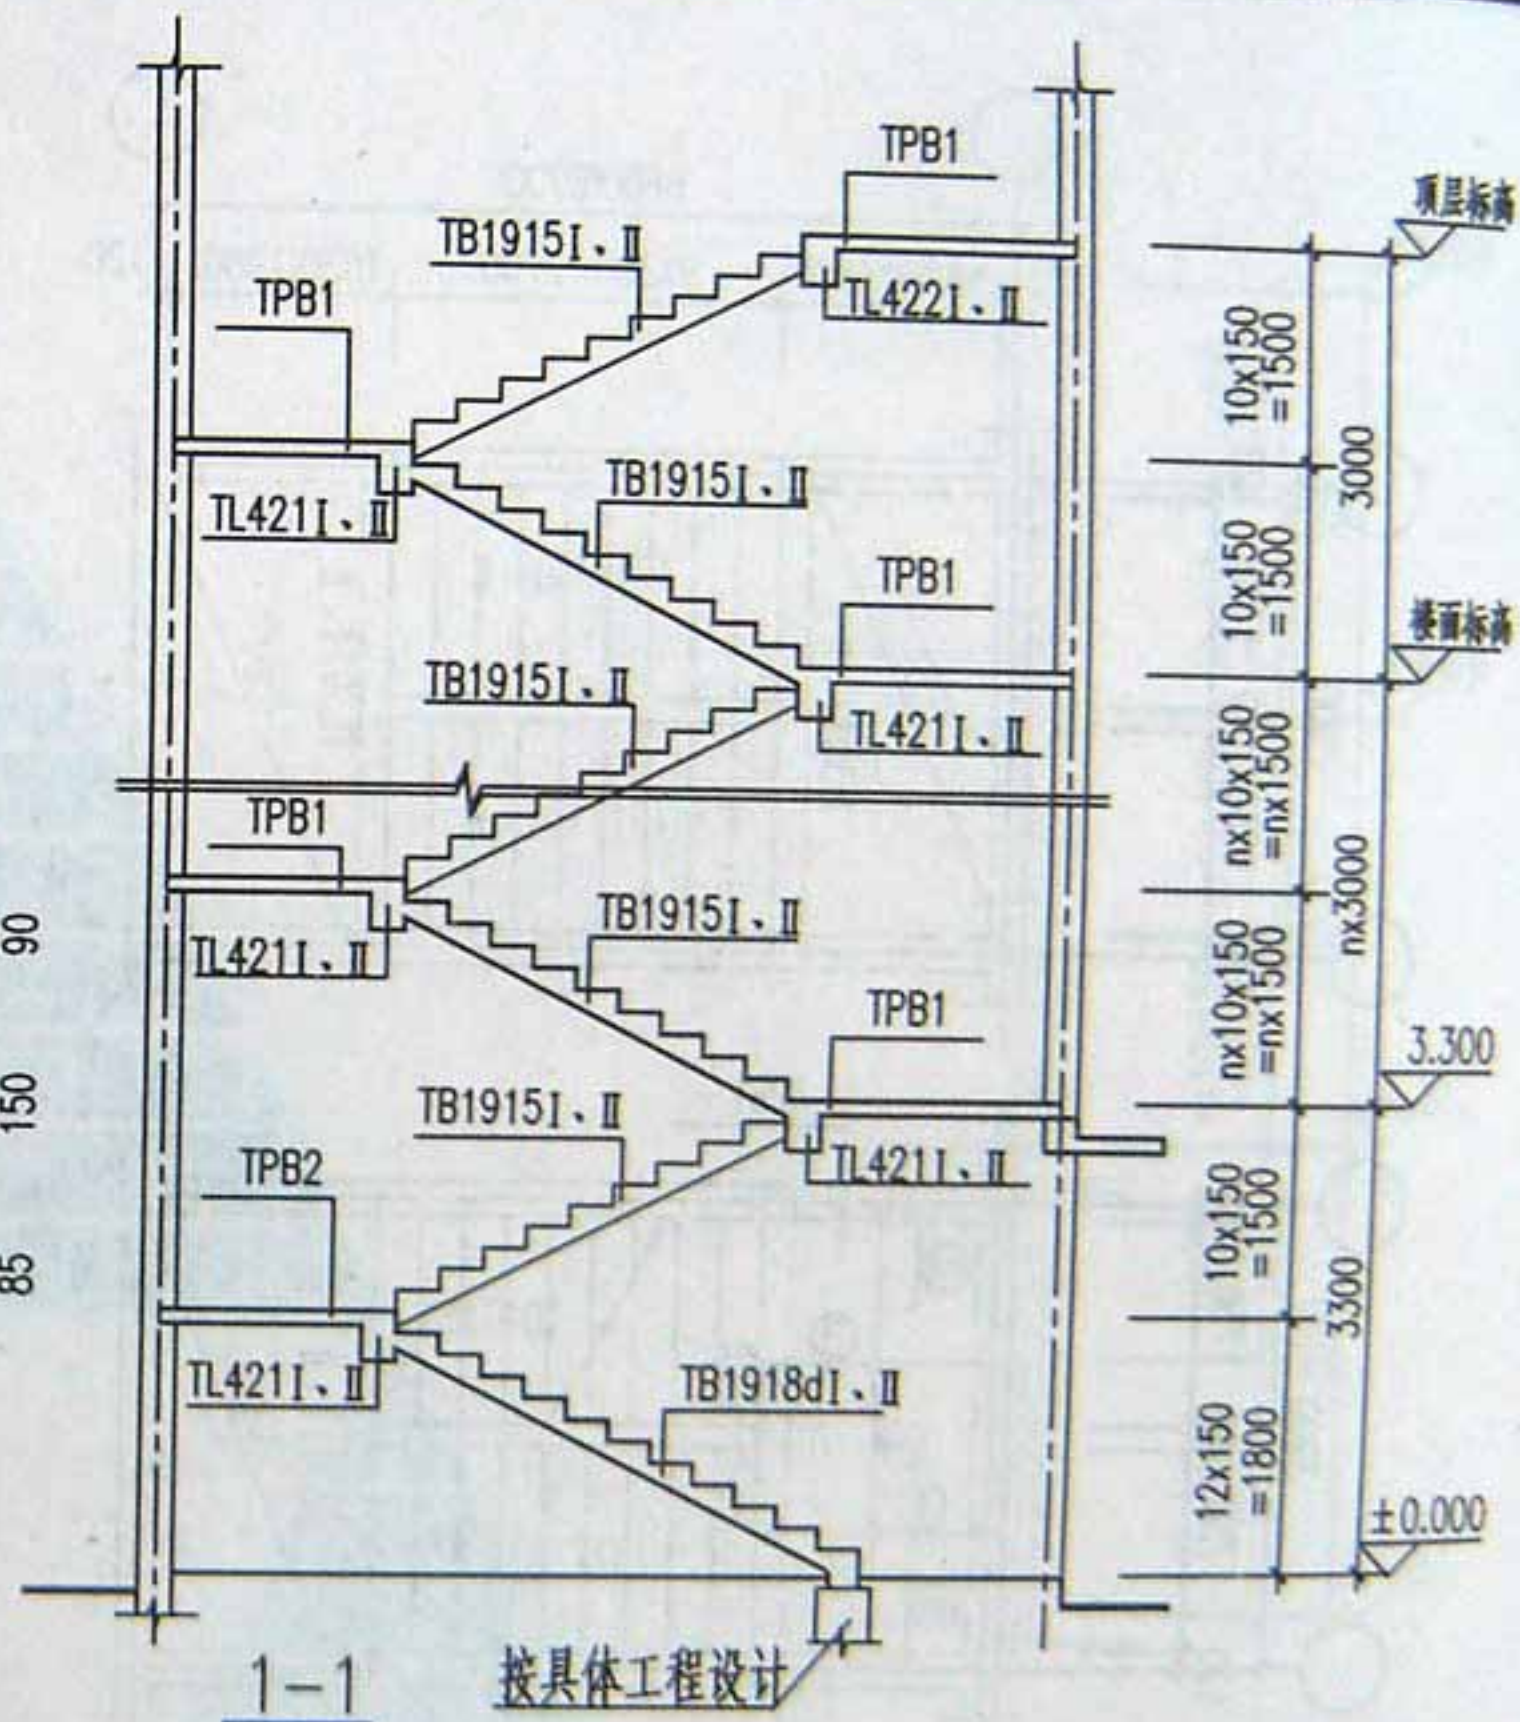 TPB1
顶层标高
TB1915Ⅰ、Ⅱ
TPB1
TL422Ⅰ、Ⅱ
10x150
=1500
3000
TB1915Ⅰ、Ⅱ
TL421Ⅰ、Ⅱ
10x150
=1500
TPB1
楼面标高
TB1915Ⅰ、Ⅱ
TL421Ⅰ、Ⅱ
nx10x150
=nx1500
TPB1
nx3000
90
TB1915Ⅰ、Ⅱ
TL421Ⅰ、Ⅱ
nx10x150
=nx1500
TPB1
3.300
150
TB1915Ⅰ、Ⅱ
TPB2
TL421Ⅰ、Ⅱ
10x150
=1500
85
3300
TL421Ⅰ、Ⅱ
TB1918dⅠ、Ⅱ
12x150
=1800
±0.000
1-1
按具体工程设计